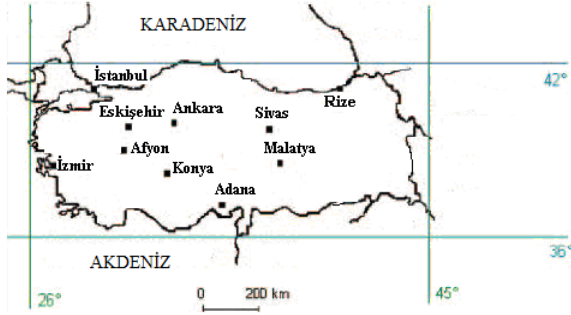 KARADENİZ
42°
İstanbul
Rize
Eskişehir
Ankara
Sivas
Afyon
Malatya
İzmir
Konya
Adana
36°
AKDENİZ
26°
45°
0 200 km